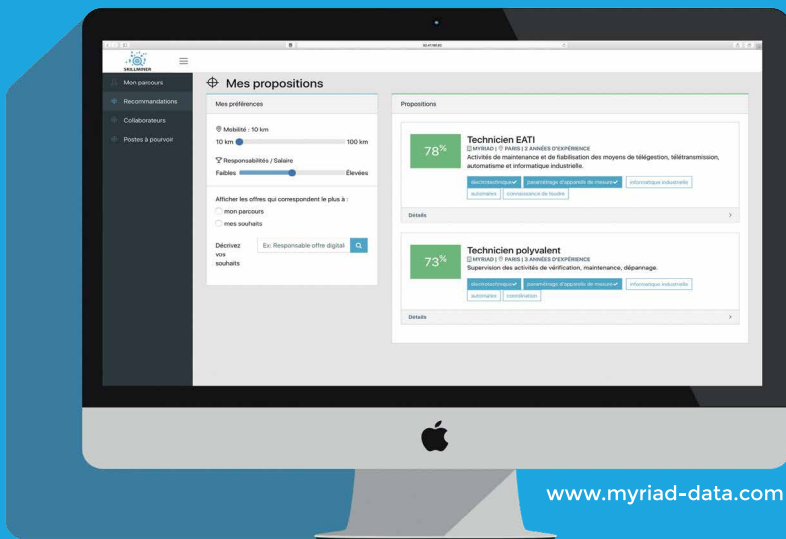 SKILLMINER
Mon parcours
Recommandations
Collaborateurs
Postes à pourvoir
Mes propositions
Mes préférences
Mobilité : 10 km
10 km
100 km
Responsabilités / Salaire
Faibles
Élevées
Afficher les offres qui correspondent le plus à :
mon parcours
mes souhaits
Décrivez
vos
souhaits
Ex: Responsable offre digital
Propositions
78%
Technicien EATI
MYRIAD | PARIS | 2 ANNÉES D'EXPÉRIENCE
Activités de maintenance et de fiabilisation des moyens de télégestion, télétransmission,
automatisme et informatique industrielle.
électrotechnique paramétrage d'appareils de mesure informatique industrielle
automates connaissance de foudre
Détails
73%
Technicien polyvalent
MYRIAD | PARIS | 3 ANNÉES D'EXPÉRIENCE
Supervision des activités de vérification, maintenance, dépannage.
électrotechnique paramétrage d'appareils de mesure informatique industrielle
automates coordination
Détails
www.myriad-data.com